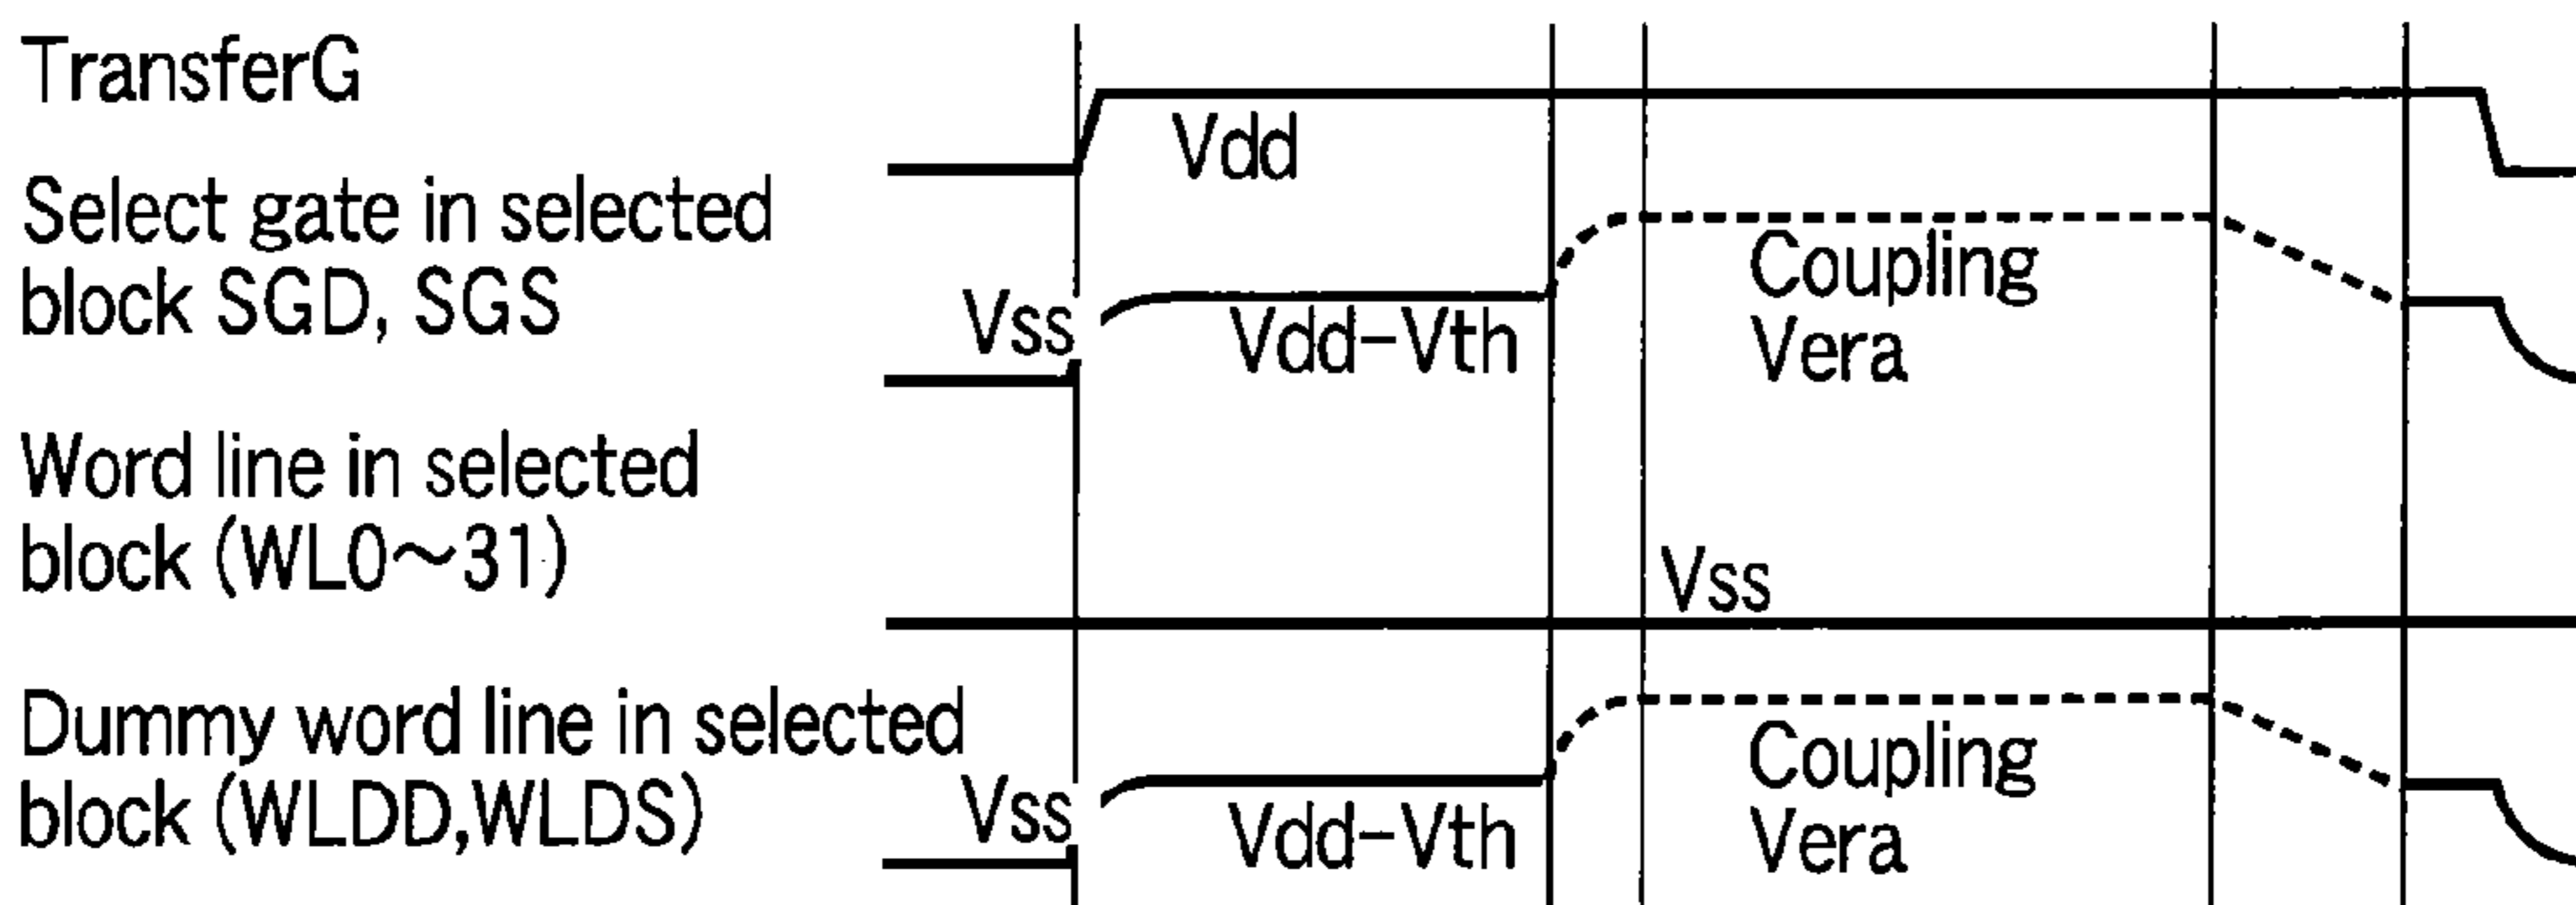 TransferG
Vdd
Select gate in selected
block SGD, SGS
Vss
Vdd-Vth
Coupling
Vera
Word line in selected
block (WL0～31)
Vss
Dummy word line in selected
block (WLDD,WLDS)
Vss
Vdd-Vth
Coupling
Vera